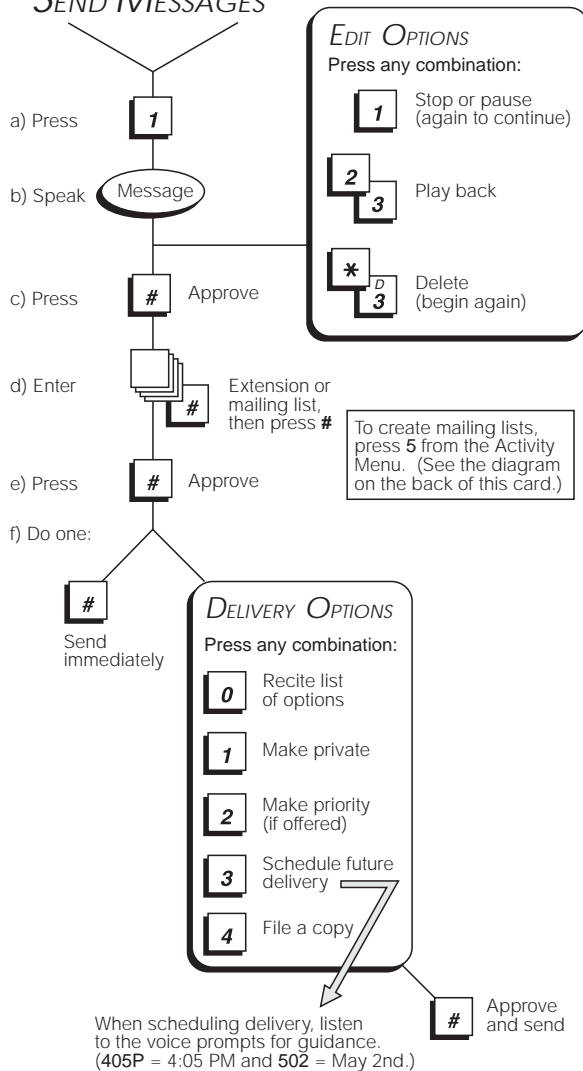 SEND MESSAGES
a) Press
1
b) Speak
Message
c) Press
#
Approve
d) Enter
#
Extension or
mailing list,
then press #
e) Press
#
Approve
f) Do one:
#
Send
immediately
EDIT OPTIONS
Press any combination:
1
Stop or pause
(again to continue)
2
3
Play back
*
D
3
Delete
(begin again)
To create mailing lists,
press 5 from the Activity
Menu. (See the diagram
on the back of this card.)
DELIVERY OPTIONS
Press any combination:
0
Recite list
of options
1
Make private
2
Make priority
(if offered)
3
Schedule future
delivery
4
File a copy
#
Approve
and send
When scheduling delivery, listen
to the voice prompts for guidance.
(405P = 4:05 PM and 502 = May 2nd.)